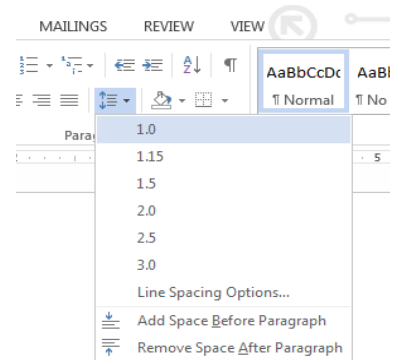 MAILINGS REVIEW VIEW
AaBbCcDc AaBl
¶ Normal ¶ No
Para
1.0
1.15
5
1.5
2.0
2.5
3.0
Line Spacing Options...
Add Space Before Paragraph
Remove Space After Paragraph